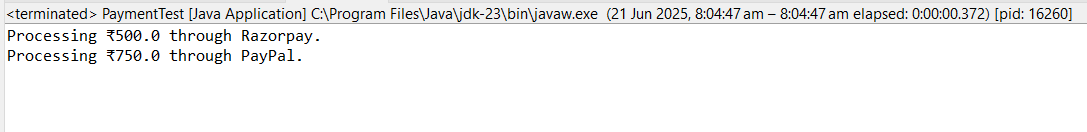 <terminated> PaymentTest [Java Application] C:\Program Files\Java\jdk-23\bin\javaw.exe (21 Jun 2025, 8:04:47 am – 8:04:47 am elapsed: 0:00:00.372) [pid: 16260]
Processing ₹500.0 through Razorpay.
Processing ₹750.0 through PayPal.